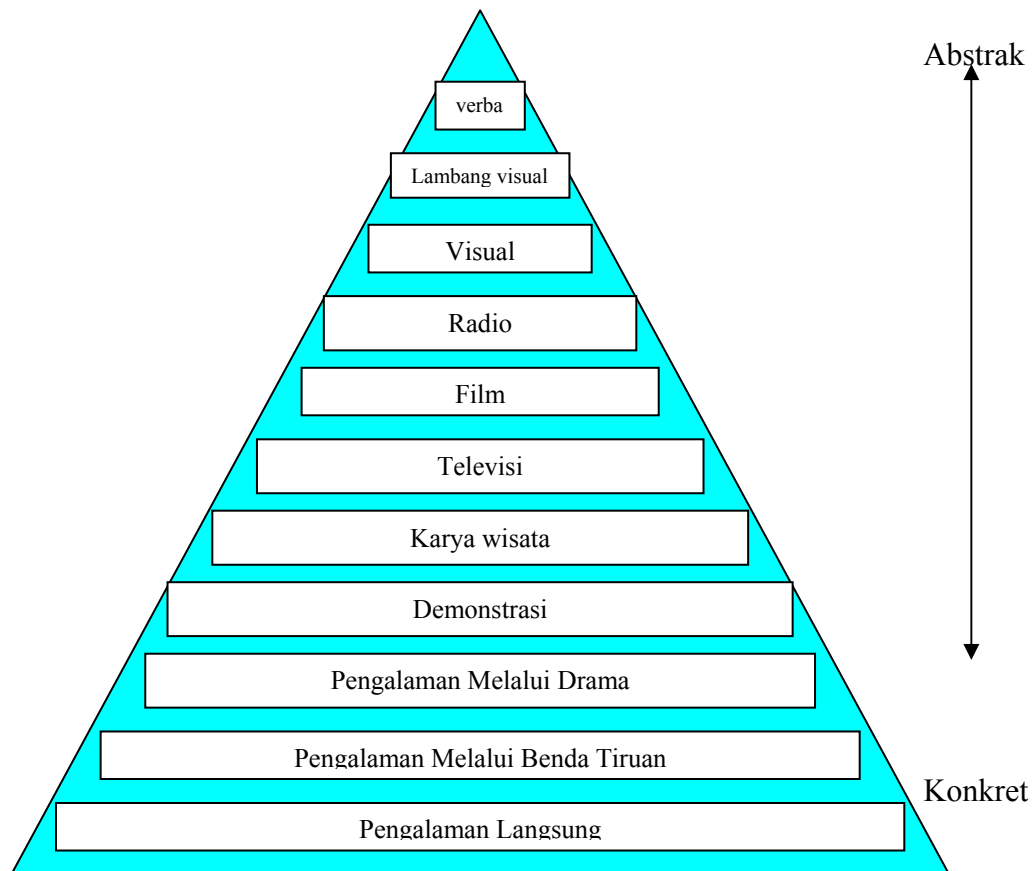 Abstrak
verba
Lambang visual
Visual
Radio
Film
Televisi
Karya wisata
Demonstrasi
Pengalaman Melalui Drama
Pengalaman Melalui Benda Tiruan
Konkret
Pengalaman Langsung